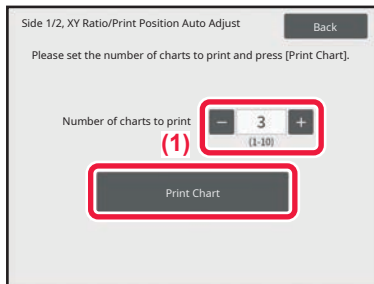 Side 1/2, XY Ratio/Print Position Auto Adjust
Back
Please set the number of charts to print and press [Print Chart].
Number of charts to print
− 3 +
(1-10)
(1)
Print Chart